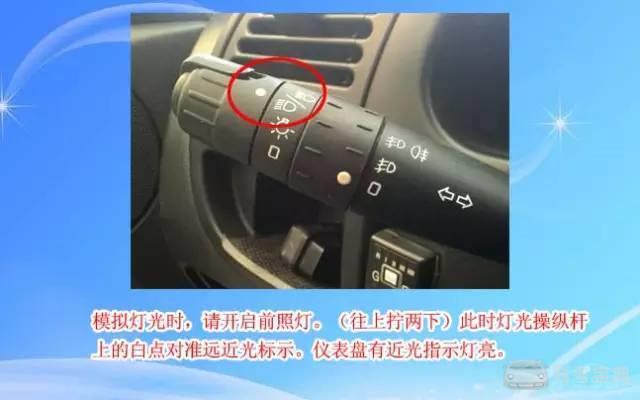 模拟灯光时，请开启前照灯。（往上拧两下）此时灯光操纵杆
上的白点对准远近光标示。仪表盘有近光指示灯亮。